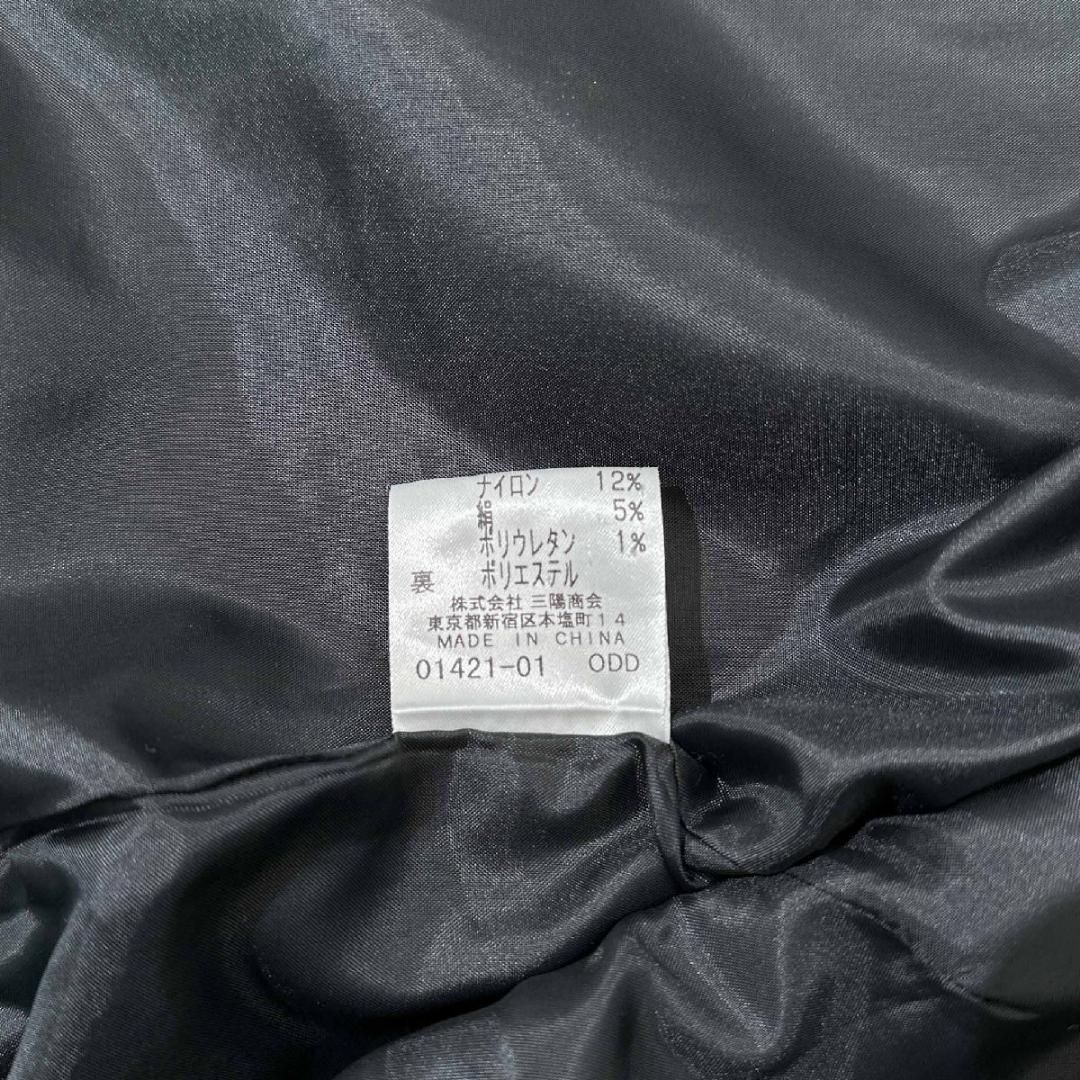 ナイロン 12%
絹 5%
ポリウレタン 1%
裏 ポリエステル
株式会社 三陽商会
東京都新宿区本塩町14
MADE IN CHINA
01421-01 ODD